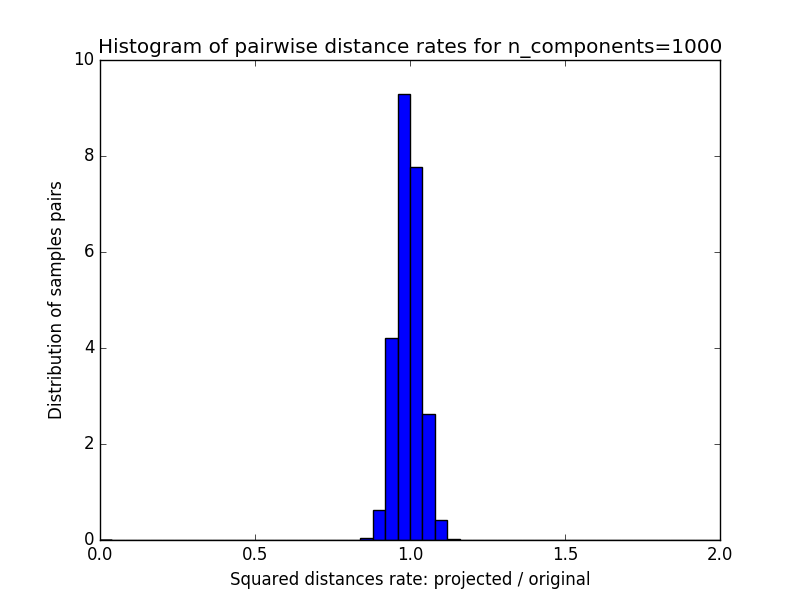 Histogram of pairwise distance rates for n_components=1000
10
8
6
4
2
0
Distribution of samples pairs
0.0 0.5 1.0 1.5 2.0
Squared distances rate: projected / original